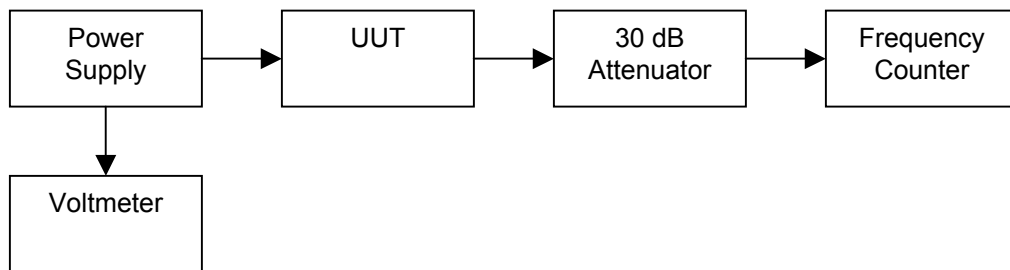 Power
Supply
UUT
30 dB
Attenuator
Frequency
Counter
Voltmeter